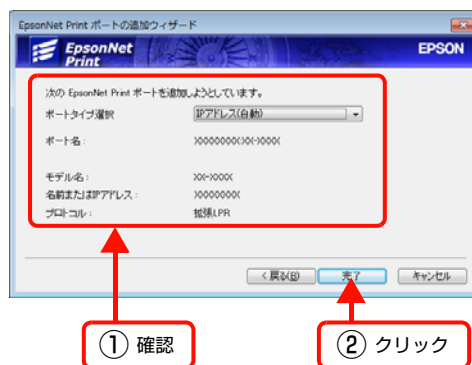 EpsonNet Print ポートの追加ウィザード
EpsonNet
Print
EPSON
次の EpsonNet Print ポートを追加しようとしています。
ポートタイプ選択 IPアドレス(自動)
ポート名: XXXXXXXX(XX-XXXX)
モデル名: XX-XXXX
名前またはIPアドレス: XXXXXXXX
プロトコル: 拡張LPR
< 戻る(B) 完了 キャンセル
① 確認
② クリック